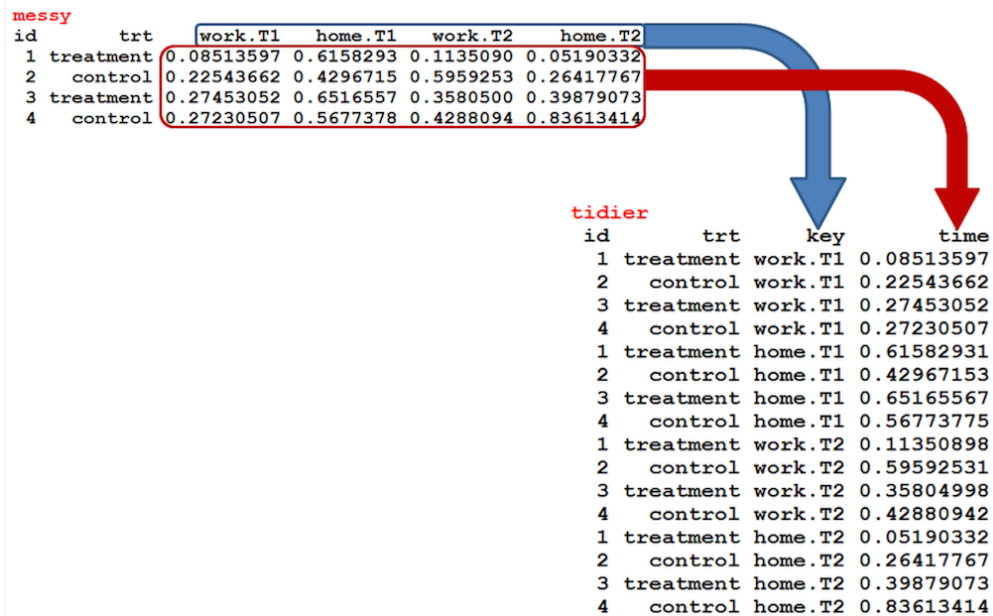 messy
id trt work.T1 home.T1 work.T2 home.T2
1 treatment 0.08513597 0.6158293 0.1135090 0.05190332
2 control 0.22543662 0.4296715 0.5959253 0.26417767
3 treatment 0.27453052 0.6516557 0.3580500 0.39879073
4 control 0.27230507 0.5677378 0.4288094 0.83613414
tidier
id trt key time
1 treatment work.T1 0.08513597
2 control work.T1 0.22543662
3 treatment work.T1 0.27453052
4 control work.T1 0.27230507
1 treatment home.T1 0.61582931
2 control home.T1 0.42967153
3 treatment home.T1 0.65165567
4 control home.T1 0.56773775
1 treatment work.T2 0.11350898
2 control work.T2 0.59592531
3 treatment work.T2 0.35804998
4 control work.T2 0.42880942
1 treatment home.T2 0.05190332
2 control home.T2 0.26417767
3 treatment home.T2 0.39879073
4 control home.T2 0.83613414